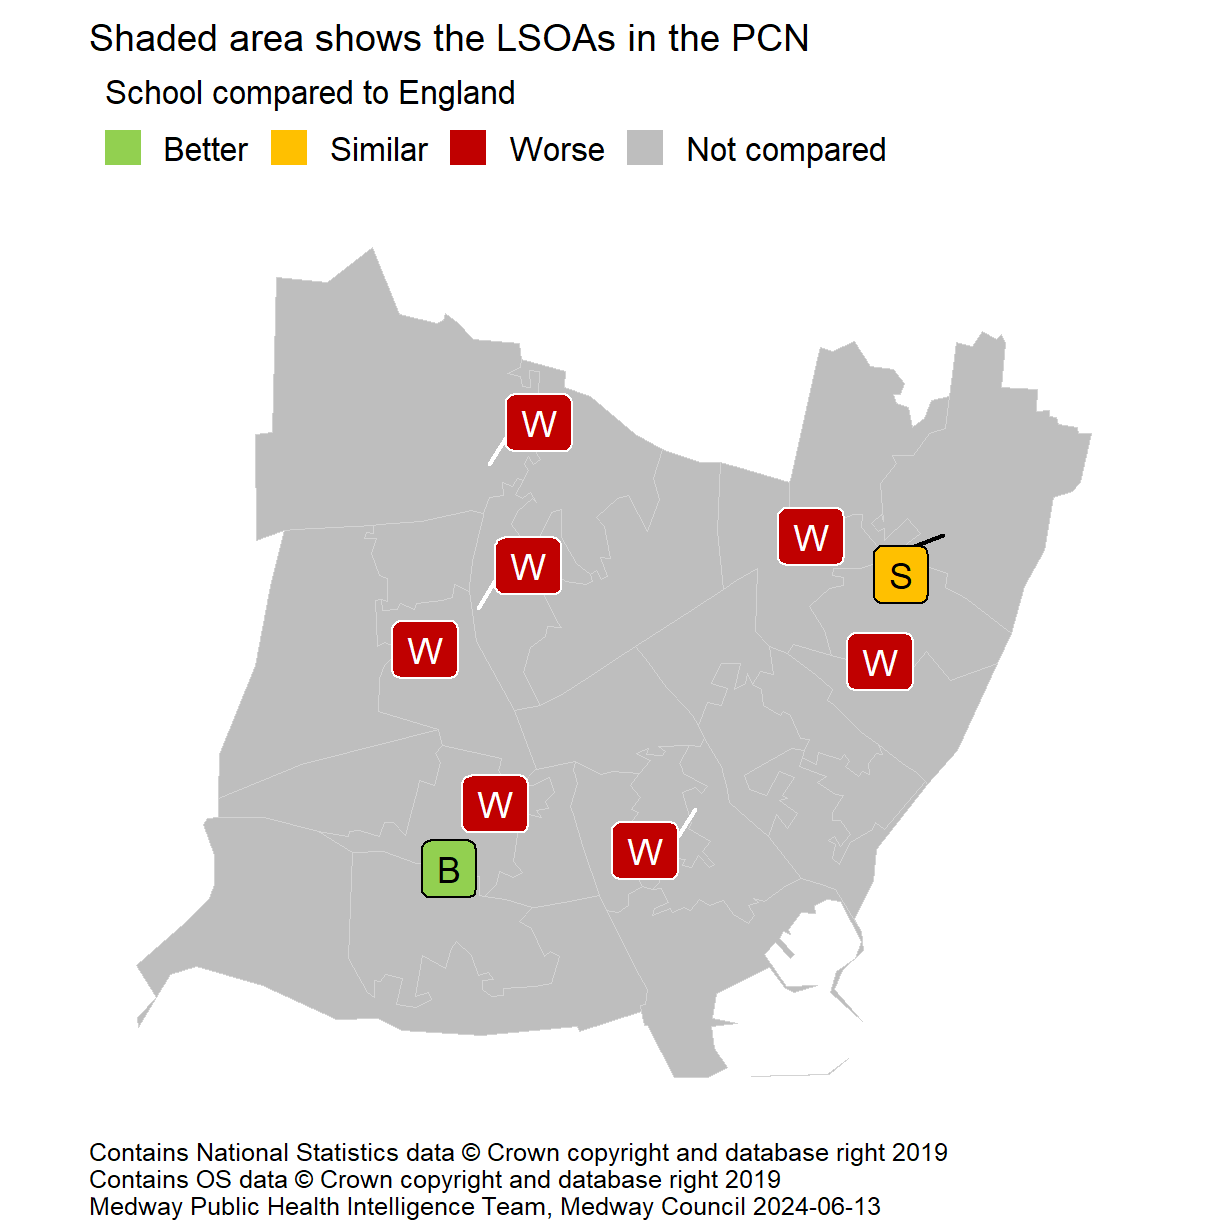 Shaded area shows the LSOAs in the PCN
School compared to England
Better Similar Worse Not compared
W
W
W
S
W
W
W
W
B
Contains National Statistics data © Crown copyright and database right 2019
Contains OS data © Crown copyright and database right 2019
Medway Public Health Intelligence Team, Medway Council 2024-06-13